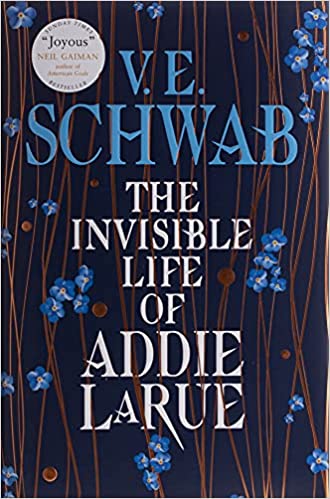 "SUNDAY TIMES"
"Joyous"
NEIL GAIMAN
author of
American Gods
BESTSELLER
V. E.
SCHWAB
THE
INVISIBLE
LIFE
OF
ADDIE
LARUE